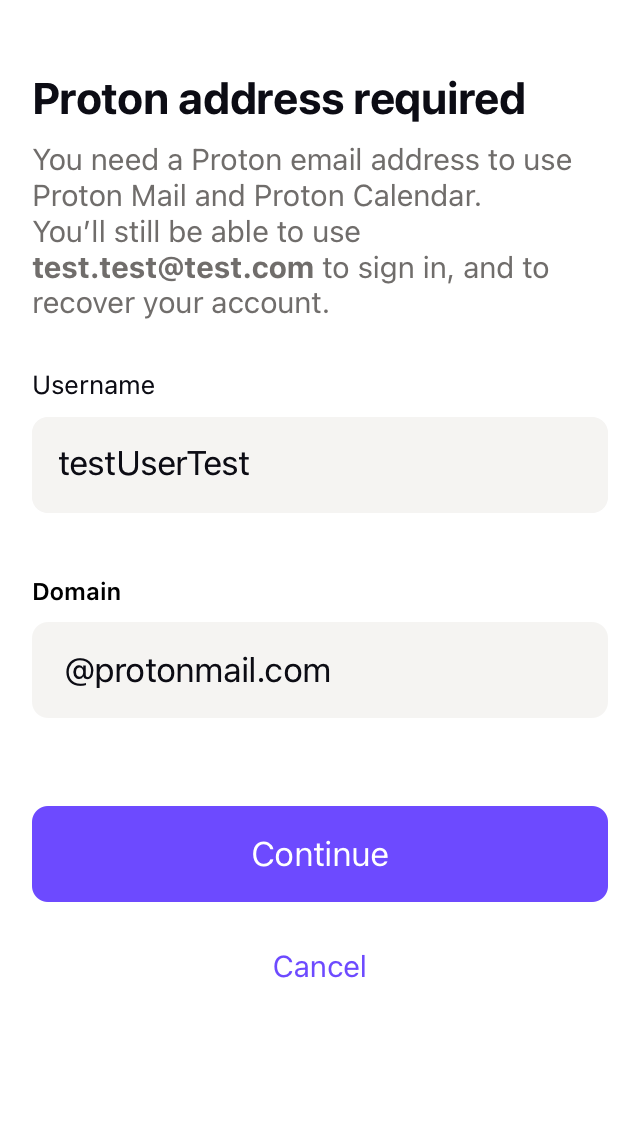 Proton address required
You need a Proton email address to use
Proton Mail and Proton Calendar.
You’ll still be able to use
test.test@test.com to sign in, and to
recover your account.
Username
testUserTest
Domain
@protonmail.com
Continue
Cancel